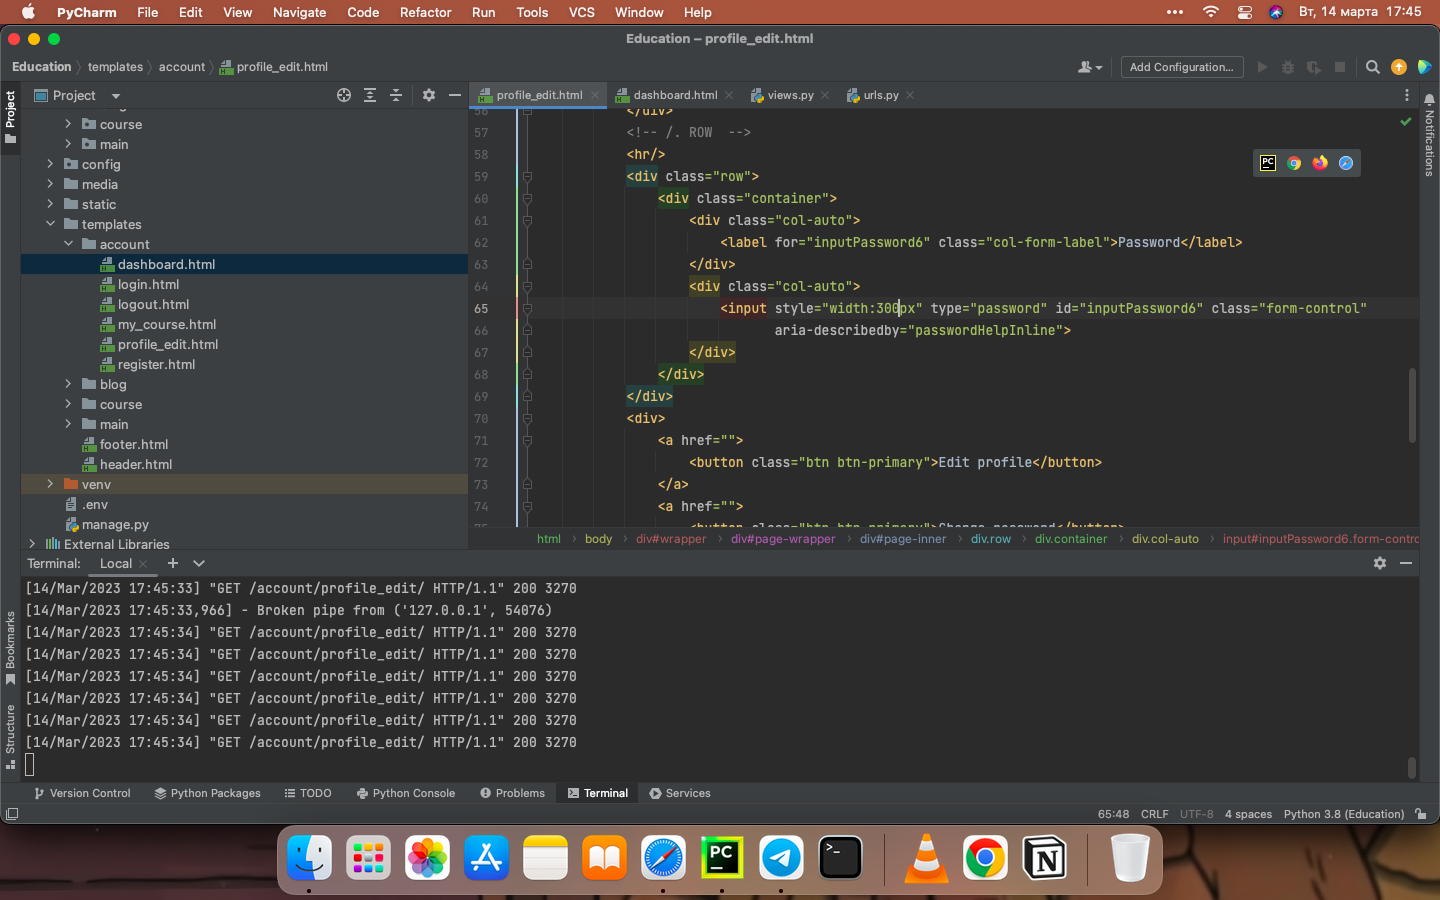 PyCharm File Edit View Navigate Code Refactor Run Tools VCS Window Help
Вт, 14 марта 17:45
Education – profile_edit.html
Education templates account profile_edit.html
Add Configuration...
Project
profile_edit.html dashboard.html views.py urls.py
Project
Notifications
course
main
config
media
static
templates
account
dashboard.html
login.html
logout.html
my_course.html
profile_edit.html
register.html
blog
course
main
footer.html
header.html
venv
.env
manage.py
External Libraries
56 </div>
57 <!-- /. ROW  -->
58 <hr/>
59 <div class="row">
60 <div class="container">
61 <div class="col-auto">
62 <label for="inputPassword6" class="col-form-label">Password</label>
63 </div>
64 <div class="col-auto">
65 <input style="width:300px" type="password" id="inputPassword6" class="form-control"
66 aria-describedby="passwordHelpInline">
67 </div>
68 </div>
69 </div>
70 <div>
71 <a href="">
72 <button class="btn btn-primary">Edit profile</button>
73 </a>
74 <a href="">
75 <button class="btn btn-primary">Change password</button>
html body div#wrapper div#page-wrapper div#page-inner div.row div.container div.col-auto input#inputPassword6.form-contro
Terminal: Local
[14/Mar/2023 17:45:33] "GET /account/profile_edit/ HTTP/1.1" 200 3270
[14/Mar/2023 17:45:33,966] - Broken pipe from ('127.0.0.1', 54076)
[14/Mar/2023 17:45:34] "GET /account/profile_edit/ HTTP/1.1" 200 3270
[14/Mar/2023 17:45:34] "GET /account/profile_edit/ HTTP/1.1" 200 3270
[14/Mar/2023 17:45:34] "GET /account/profile_edit/ HTTP/1.1" 200 3270
[14/Mar/2023 17:45:34] "GET /account/profile_edit/ HTTP/1.1" 200 3270
[14/Mar/2023 17:45:34] "GET /account/profile_edit/ HTTP/1.1" 200 3270
[14/Mar/2023 17:45:34] "GET /account/profile_edit/ HTTP/1.1" 200 3270
Bookmarks
Structure
Version Control Python Packages TODO Python Console Problems Terminal Services
65:48 CRLF UTF-8 4 spaces Python 3.8 (Education)